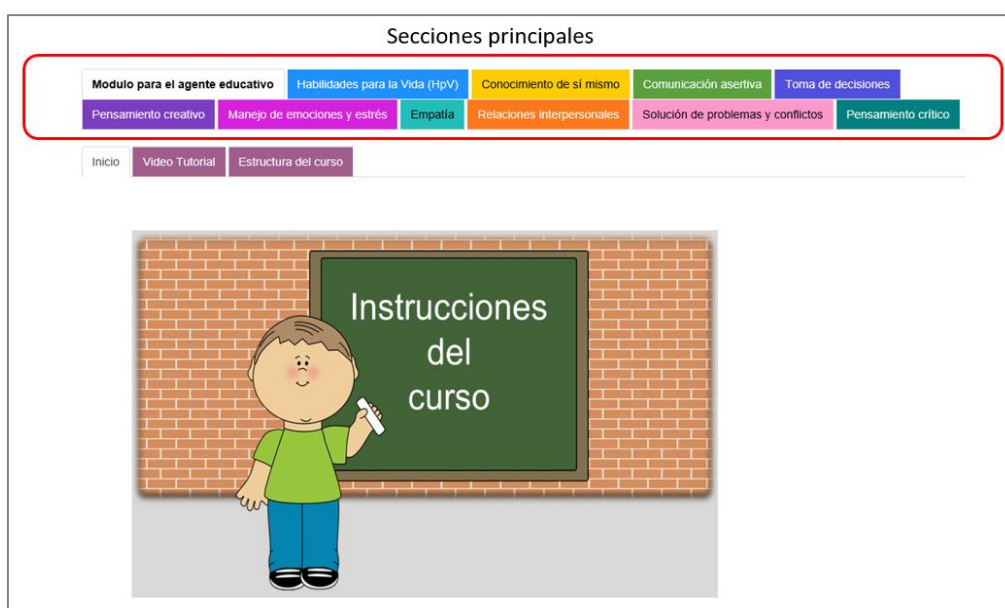 Secciones principales
Modulo para el agente educativo Habilidades para la Vida (HpV) Conocimiento de sí mismo Comunicación asertiva Toma de decisiones
Pensamiento creativo Manejo de emociones y estrés Empatía Relaciones interpersonales Solución de problemas y conflictos Pensamiento crítico
Inicio Video Tutorial Estructura del curso
Instrucciones
del
curso